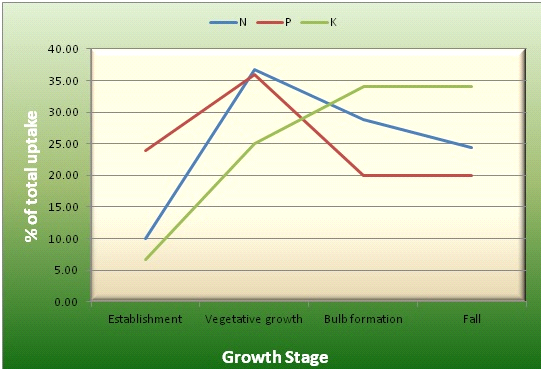 N P K
40.00
35.00
30.00
25.00
20.00
15.00
10.00
5.00
0.00
% of total uptake
Establishment Vegetative growth Bulb formation Fall
Growth Stage